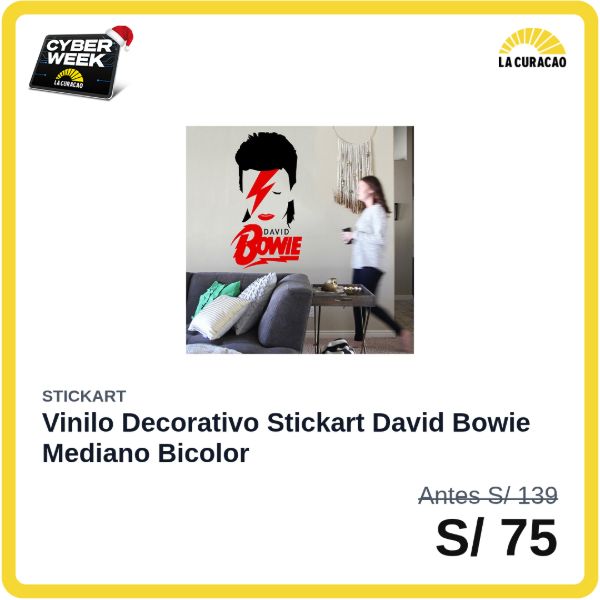 CYBER
WEEK
LA CURACAO
LA CURACAO
DAVID
BOWIE
STICKART
Vinilo Decorativo Stickart David Bowie
Mediano Bicolor
Antes S/ 139
S/ 75